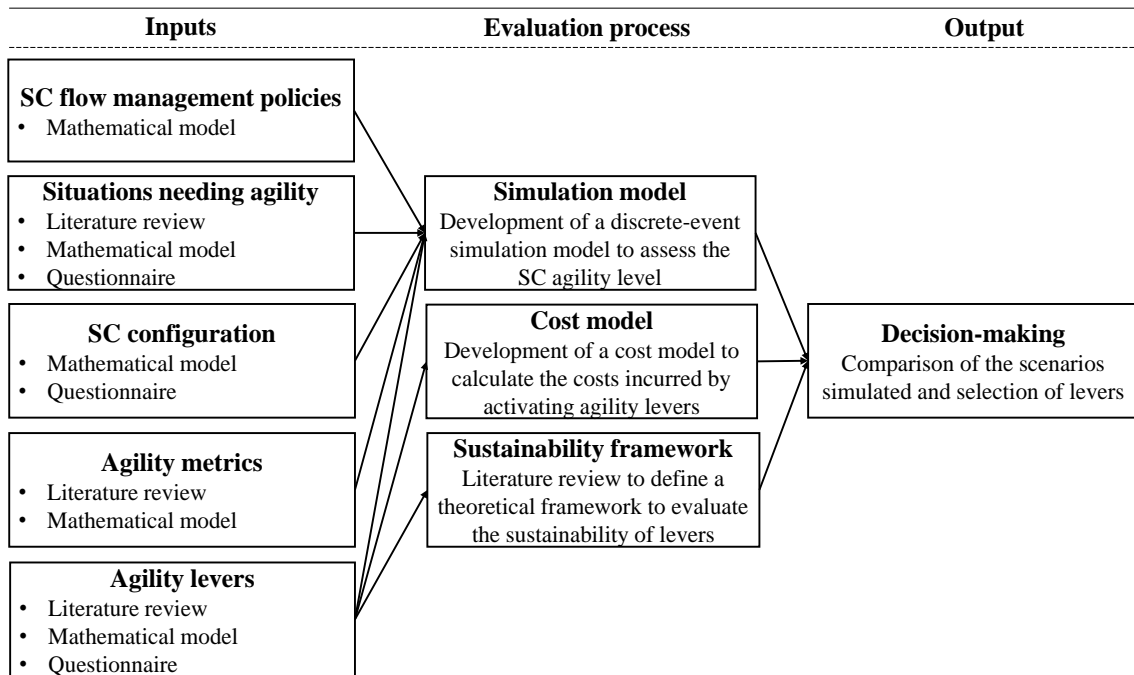 Inputs
Evaluation process
Output
SC flow management policies
• Mathematical model
Situations needing agility
• Literature review
• Mathematical model
• Questionnaire
SC configuration
• Mathematical model
• Questionnaire
Agility metrics
• Literature review
• Mathematical model
Agility levers
• Literature review
• Mathematical model
• Questionnaire
Simulation model
Development of a discrete-event
simulation model to assess the
SC agility level
Cost model
Development of a cost model to
calculate the costs incurred by
activating agility levers
Sustainability framework
Literature review to define a
theoretical framework to evaluate
the sustainability of levers
Decision-making
Comparison of the scenarios
simulated and selection of levers